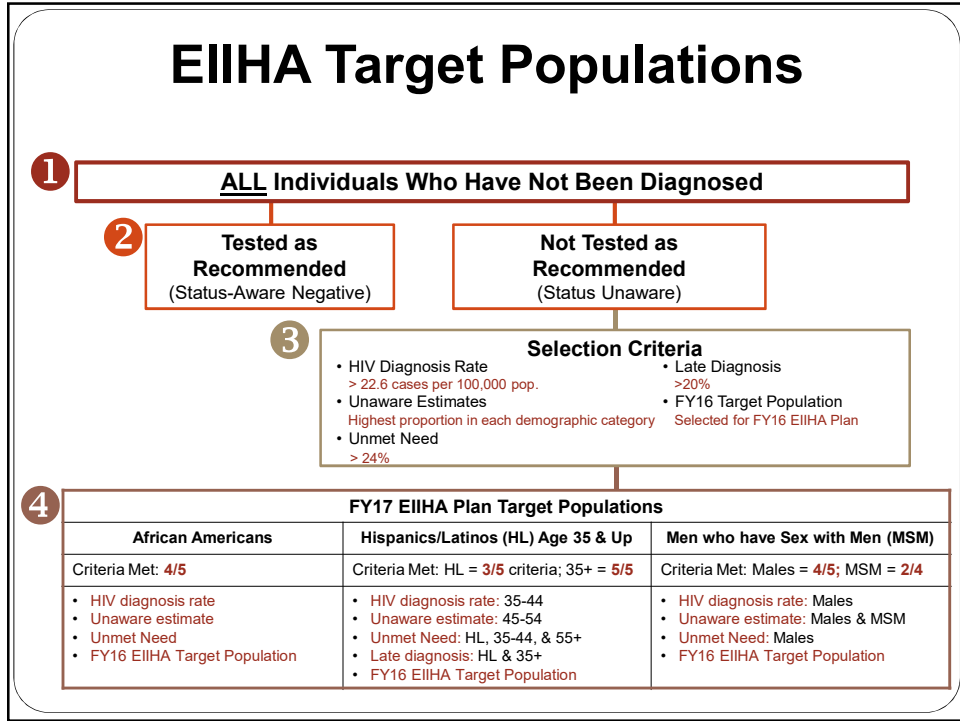 EIIHA Target Populations
1
ALL Individuals Who Have Not Been Diagnosed
2
Tested as
Recommended
(Status-Aware Negative)
Not Tested as
Recommended
(Status Unaware)
3
Selection Criteria
• HIV Diagnosis Rate
> 22.6 cases per 100,000 pop.
• Unaware Estimates
Highest proportion in each demographic category
• Unmet Need
> 24%
• Late Diagnosis
>20%
• FY16 Target Population
Selected for FY16 EIIHA Plan
4
FY17 EIIHA Plan Target Populations
African Americans
Criteria Met: 4/5
• HIV diagnosis rate
• Unaware estimate
• Unmet Need
• FY16 EIIHA Target Population
Hispanics/Latinos (HL) Age 35 & Up
Criteria Met: HL = 3/5 criteria; 35+ = 5/5
• HIV diagnosis rate: 35-44
• Unaware estimate: 45-54
• Unmet Need: HL, 35-44, & 55+
• Late diagnosis: HL & 35+
• FY16 EIIHA Target Population
Men who have Sex with Men (MSM)
Criteria Met: Males = 4/5; MSM = 2/4
• HIV diagnosis rate: Males
• Unaware estimate: Males & MSM
• Unmet Need: Males
• FY16 EIIHA Target Population